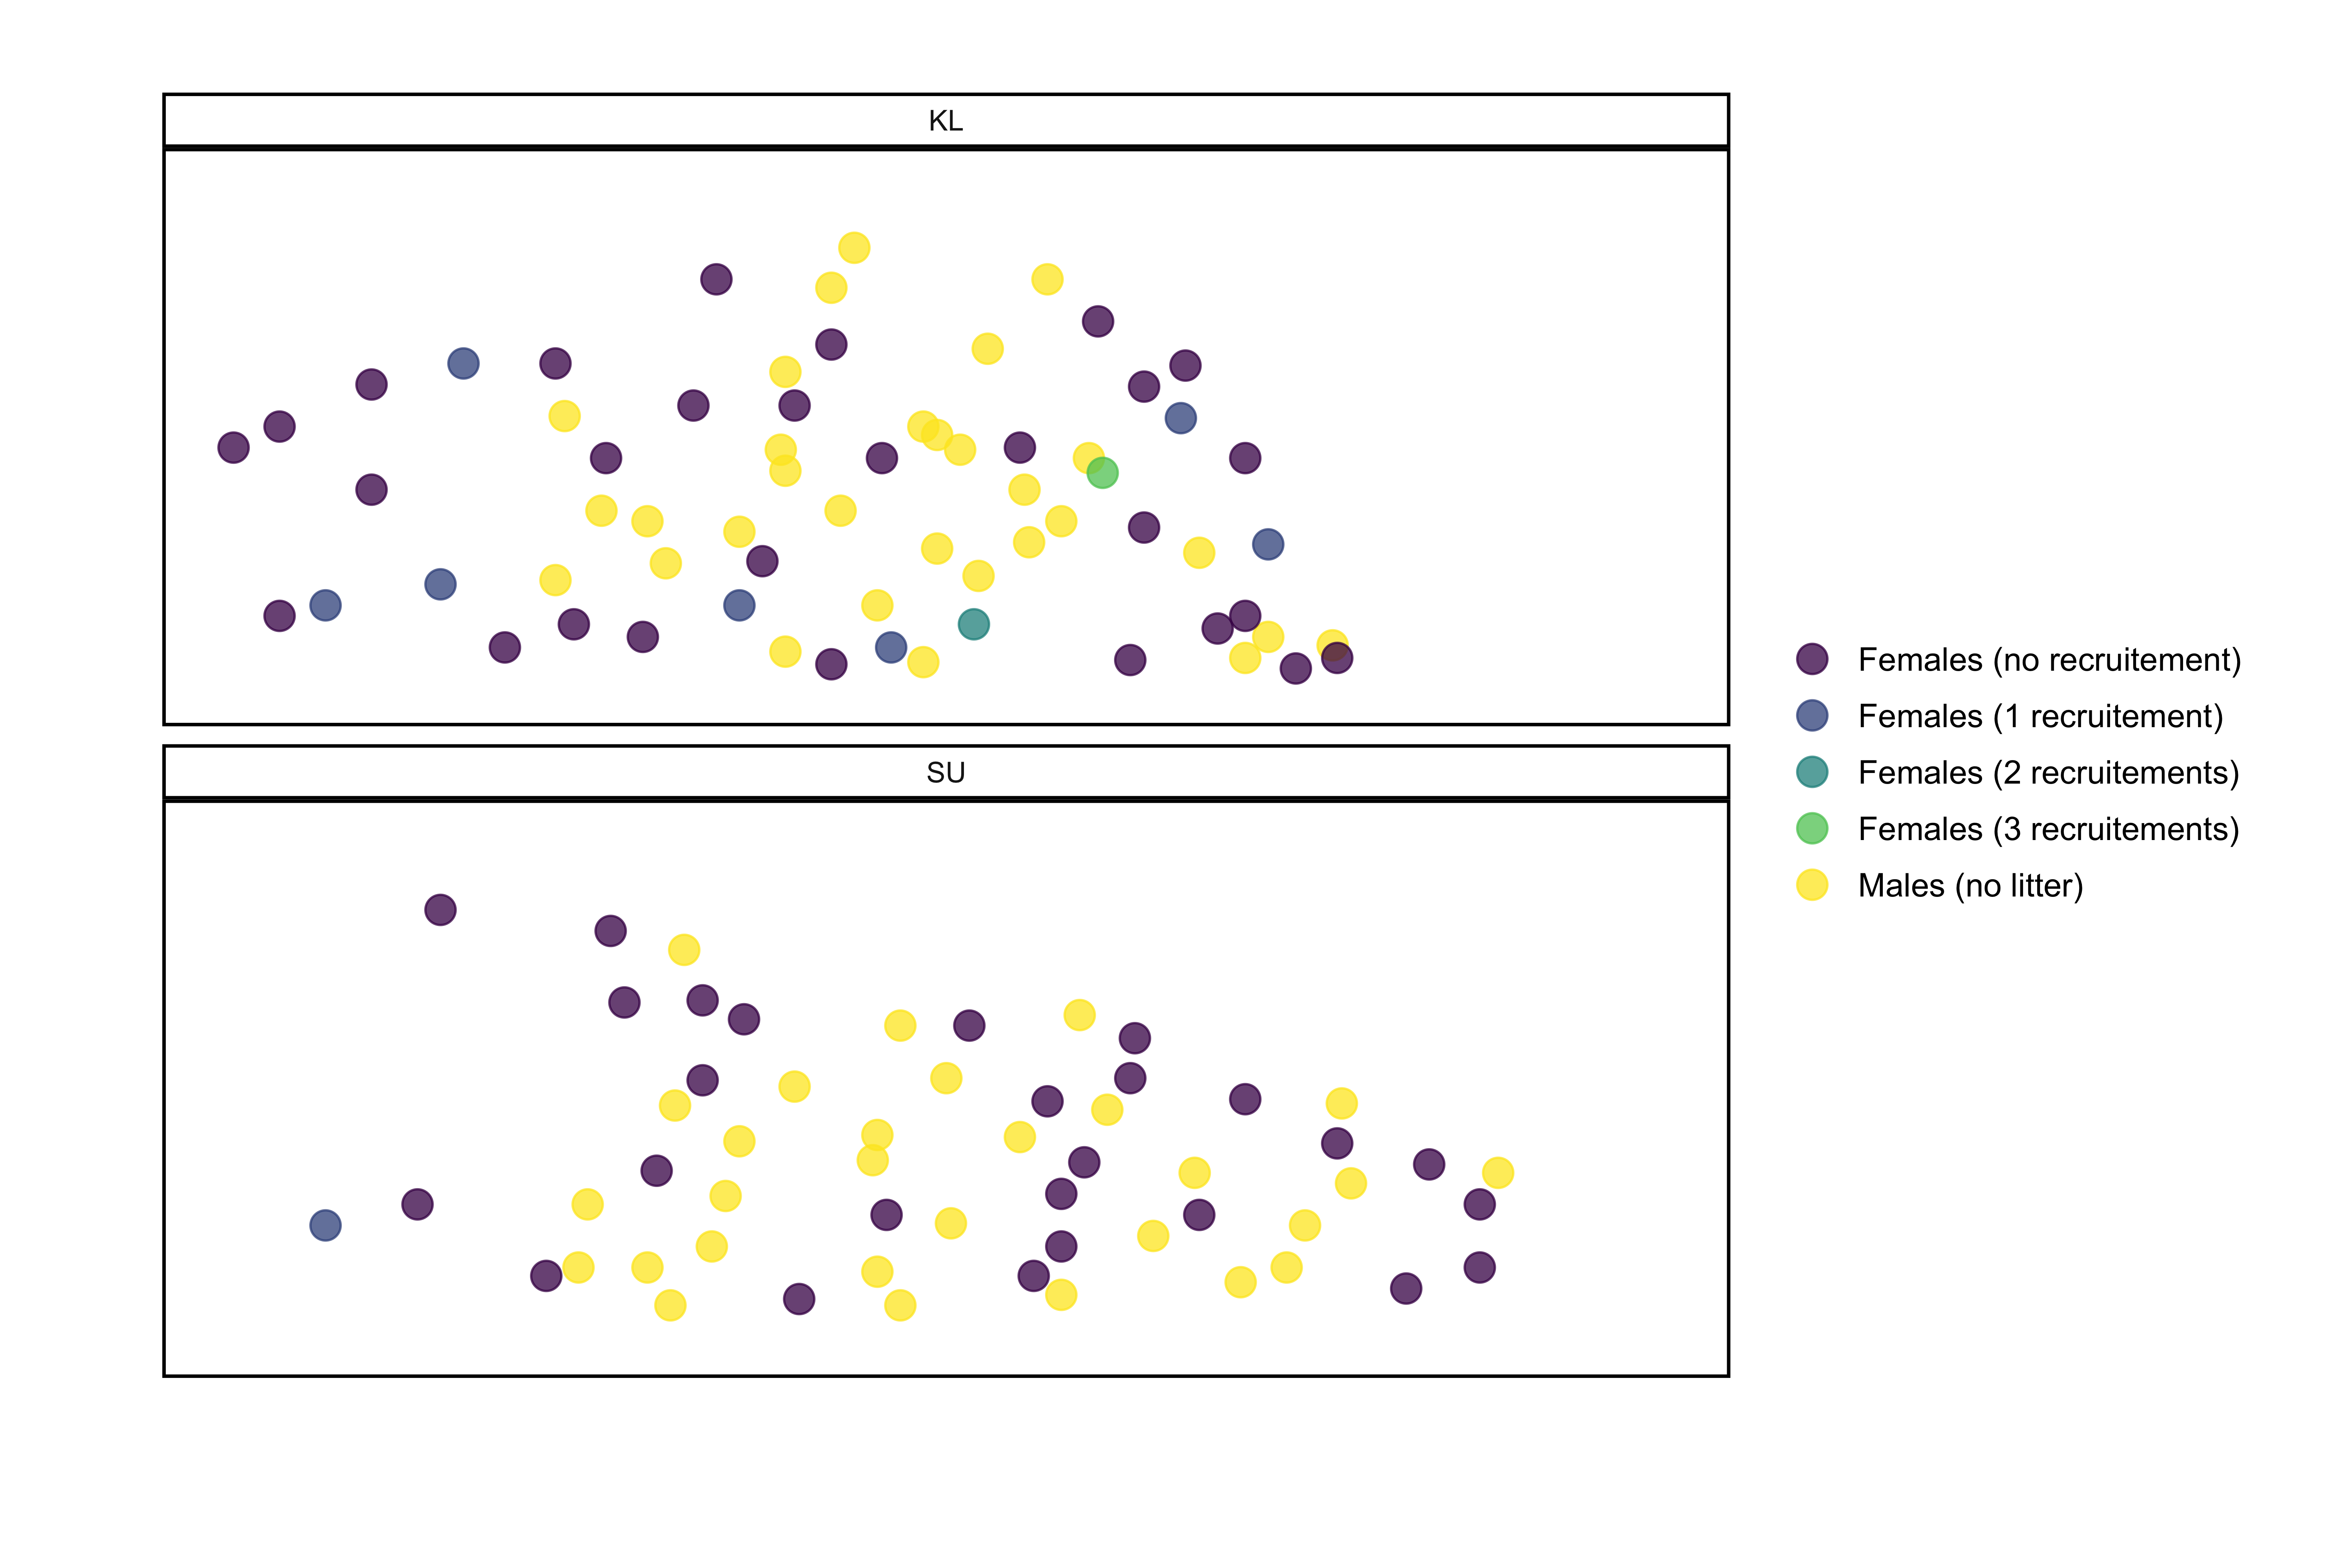 KL
SU
Females (no recruitement)
Females (1 recruitement)
Females (2 recruitements)
Females (3 recruitements)
Males (no litter)